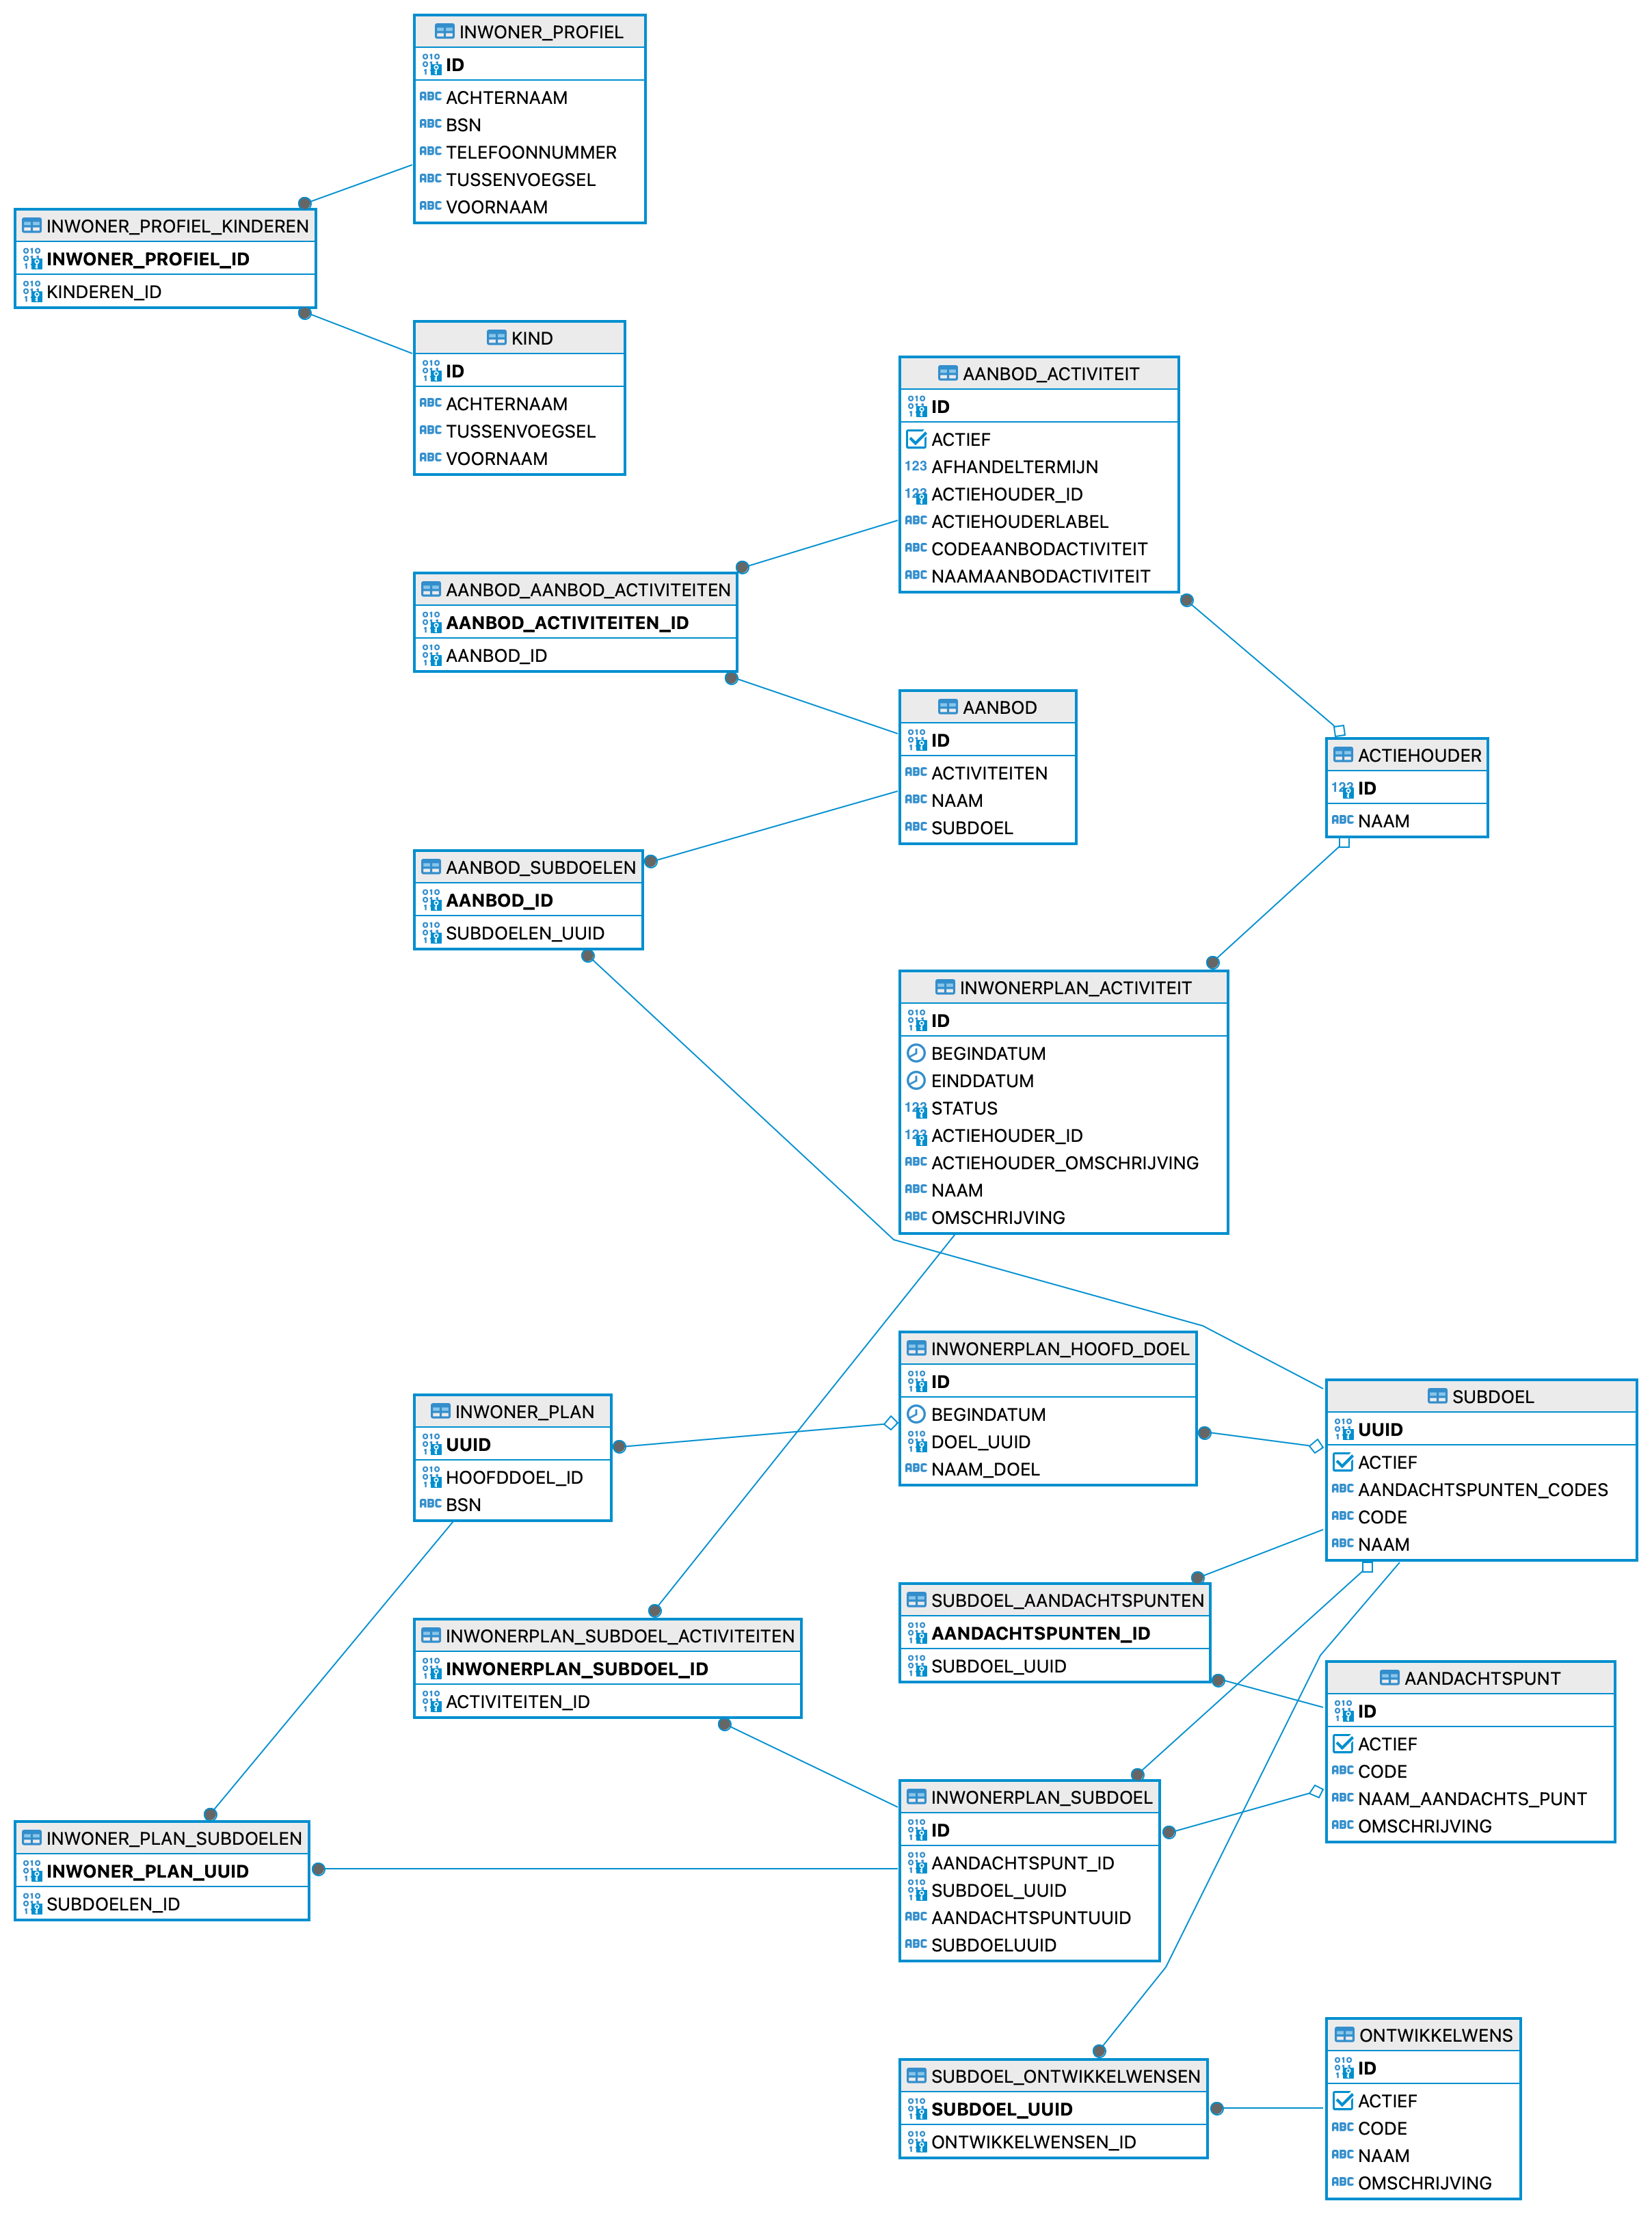 INWONER_PROFIEL
ID
ACHTERNAAM
BSN
TELEFOONNUMMER
TUSSENVOEGSEL
VOORNAAM
INWONER_PROFIEL_KINDEREN
INWONER_PROFIEL_ID
KINDEREN_ID
KIND
ID
ACHTERNAAM
TUSSENVOEGSEL
VOORNAAM
AANBOD_ACTIVITEIT
ID
ACTIEF
AFHANDELTERMIJN
ACTIEHOUDER_ID
ACTIEHOUDERLABEL
CODEAANBODACTIVITEIT
NAAMAANBODACTIVITEIT
AANBOD_AANBOD_ACTIVITEITEN
AANBOD_ACTIVITEITEN_ID
AANBOD_ID
AANBOD
ID
ACTIVITEITEN
NAAM
SUBDOEL
ACTIEHOUDER
ID
NAAM
AANBOD_SUBDOELEN
AANBOD_ID
SUBDOELEN_UUID
INWONERPLAN_ACTIVITEIT
ID
BEGINDATUM
EINDDATUM
STATUS
ACTIEHOUDER_ID
ACTIEHOUDER_OMSCHRIJVING
NAAM
OMSCHRIJVING
INWONERPLAN_HOOFD_DOEL
ID
BEGINDATUM
DOEL_UUID
NAAM_DOEL
SUBDOEL
UUID
ACTIEF
AANDACHTSPUNTEN_CODES
CODE
NAAM
INWONER_PLAN
UUID
HOOFDDOEL_ID
BSN
SUBDOEL_AANDACHTSPUNTEN
AANDACHTSPUNTEN_ID
SUBDOEL_UUID
INWONERPLAN_SUBDOEL_ACTIVITEITEN
INWONERPLAN_SUBDOEL_ID
ACTIVITEITEN_ID
AANDACHTSPUNT
ID
ACTIEF
CODE
NAAM_AANDACHTS_PUNT
OMSCHRIJVING
INWONERPLAN_SUBDOEL
ID
AANDACHTSPUNT_ID
SUBDOEL_UUID
AANDACHTSPUNTUUID
SUBDOELUUID
INWONER_PLAN_SUBDOELEN
INWONER_PLAN_UUID
SUBDOELEN_ID
ONTWIKKELWENS
ID
ACTIEF
CODE
NAAM
OMSCHRIJVING
SUBDOEL_ONTWIKKELWENSEN
SUBDOEL_UUID
ONTWIKKELWENSEN_ID